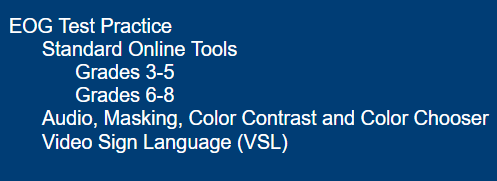 EOG Test Practice
Standard Online Tools
Grades 3-5
Grades 6-8
Audio, Masking, Color Contrast and Color Chooser
Video Sign Language (VSL)